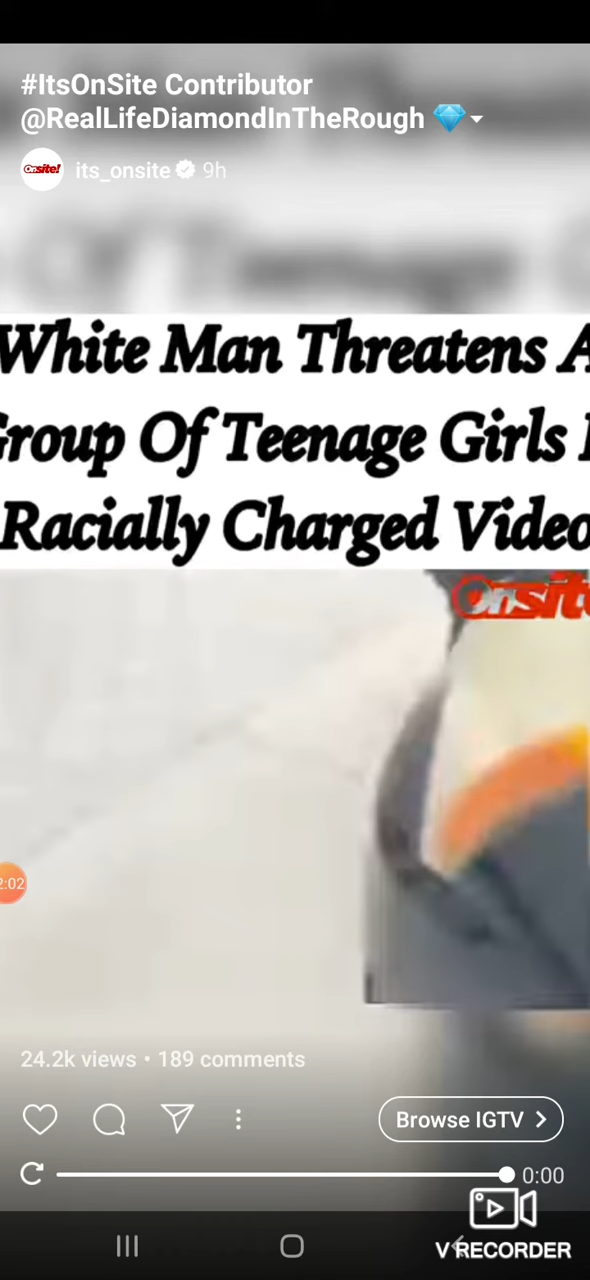 #ItsOnSite Contributor
@RealLifeDiamondInTheRough 💎
Onsite! its_onsite 9h
White Man Threatens A
Group Of Teenage Girls
Racially Charged Video
Onsit
2:02
24.2k views • 189 comments
Browse IGTV >
0:00
V RECORDER